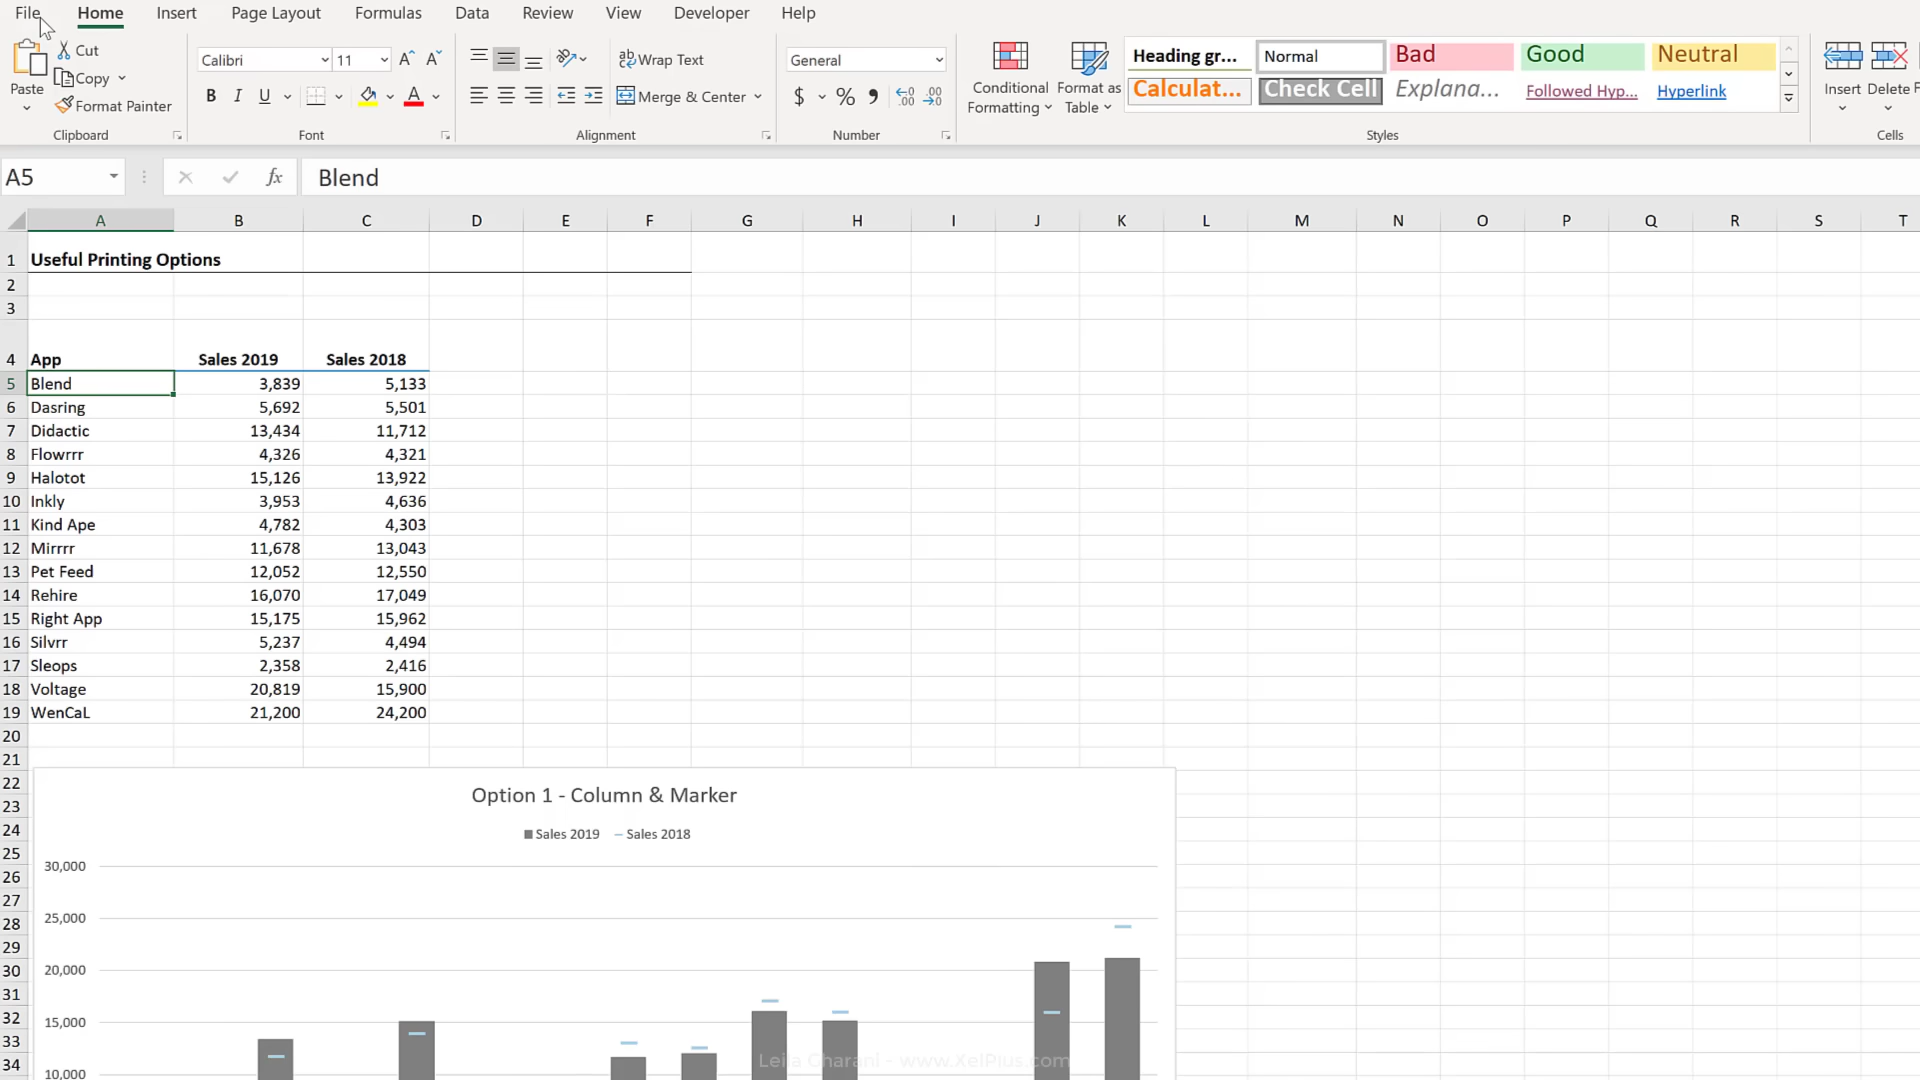 File Home Insert Page Layout Formulas Data Review View Developer Help
Paste Cut Copy Format Painter Clipboard
Calibri 11 B I U A Font
Wrap Text Merge & Center Alignment
General $ % Number
Conditional Formatting Format as Table
Heading gr... Normal Bad Good Neutral
Calculat... Check Cell Explana... Followed Hyp... Hyperlink
Styles
Insert Delete Cells
A5 fx Blend
A B C D E F G H I J K L M N O P Q R S T
1 Useful Printing Options
2
3
4 App Sales 2019 Sales 2018
5 Blend 3,839 5,133
6 Dasring 5,692 5,501
7 Didactic 13,434 11,712
8 Flowrrr 4,326 4,321
9 Halotot 15,126 13,922
10 Inkly 3,953 4,636
11 Kind Ape 4,782 4,303
12 Mirrrr 11,678 13,043
13 Pet Feed 12,052 12,550
14 Rehire 16,070 17,049
15 Right App 15,175 15,962
16 Silvrr 5,237 4,494
17 Sleops 2,358 2,416
18 Voltage 20,819 15,900
19 WenCaL 21,200 24,200
20
21
22
23
24
25
26
27
28
29
30
31
32
33
34
Option 1 - Column & Marker
Sales 2019 Sales 2018
30,000
25,000
20,000
15,000
10,000
Leila Gharani - www.XelPlus.com